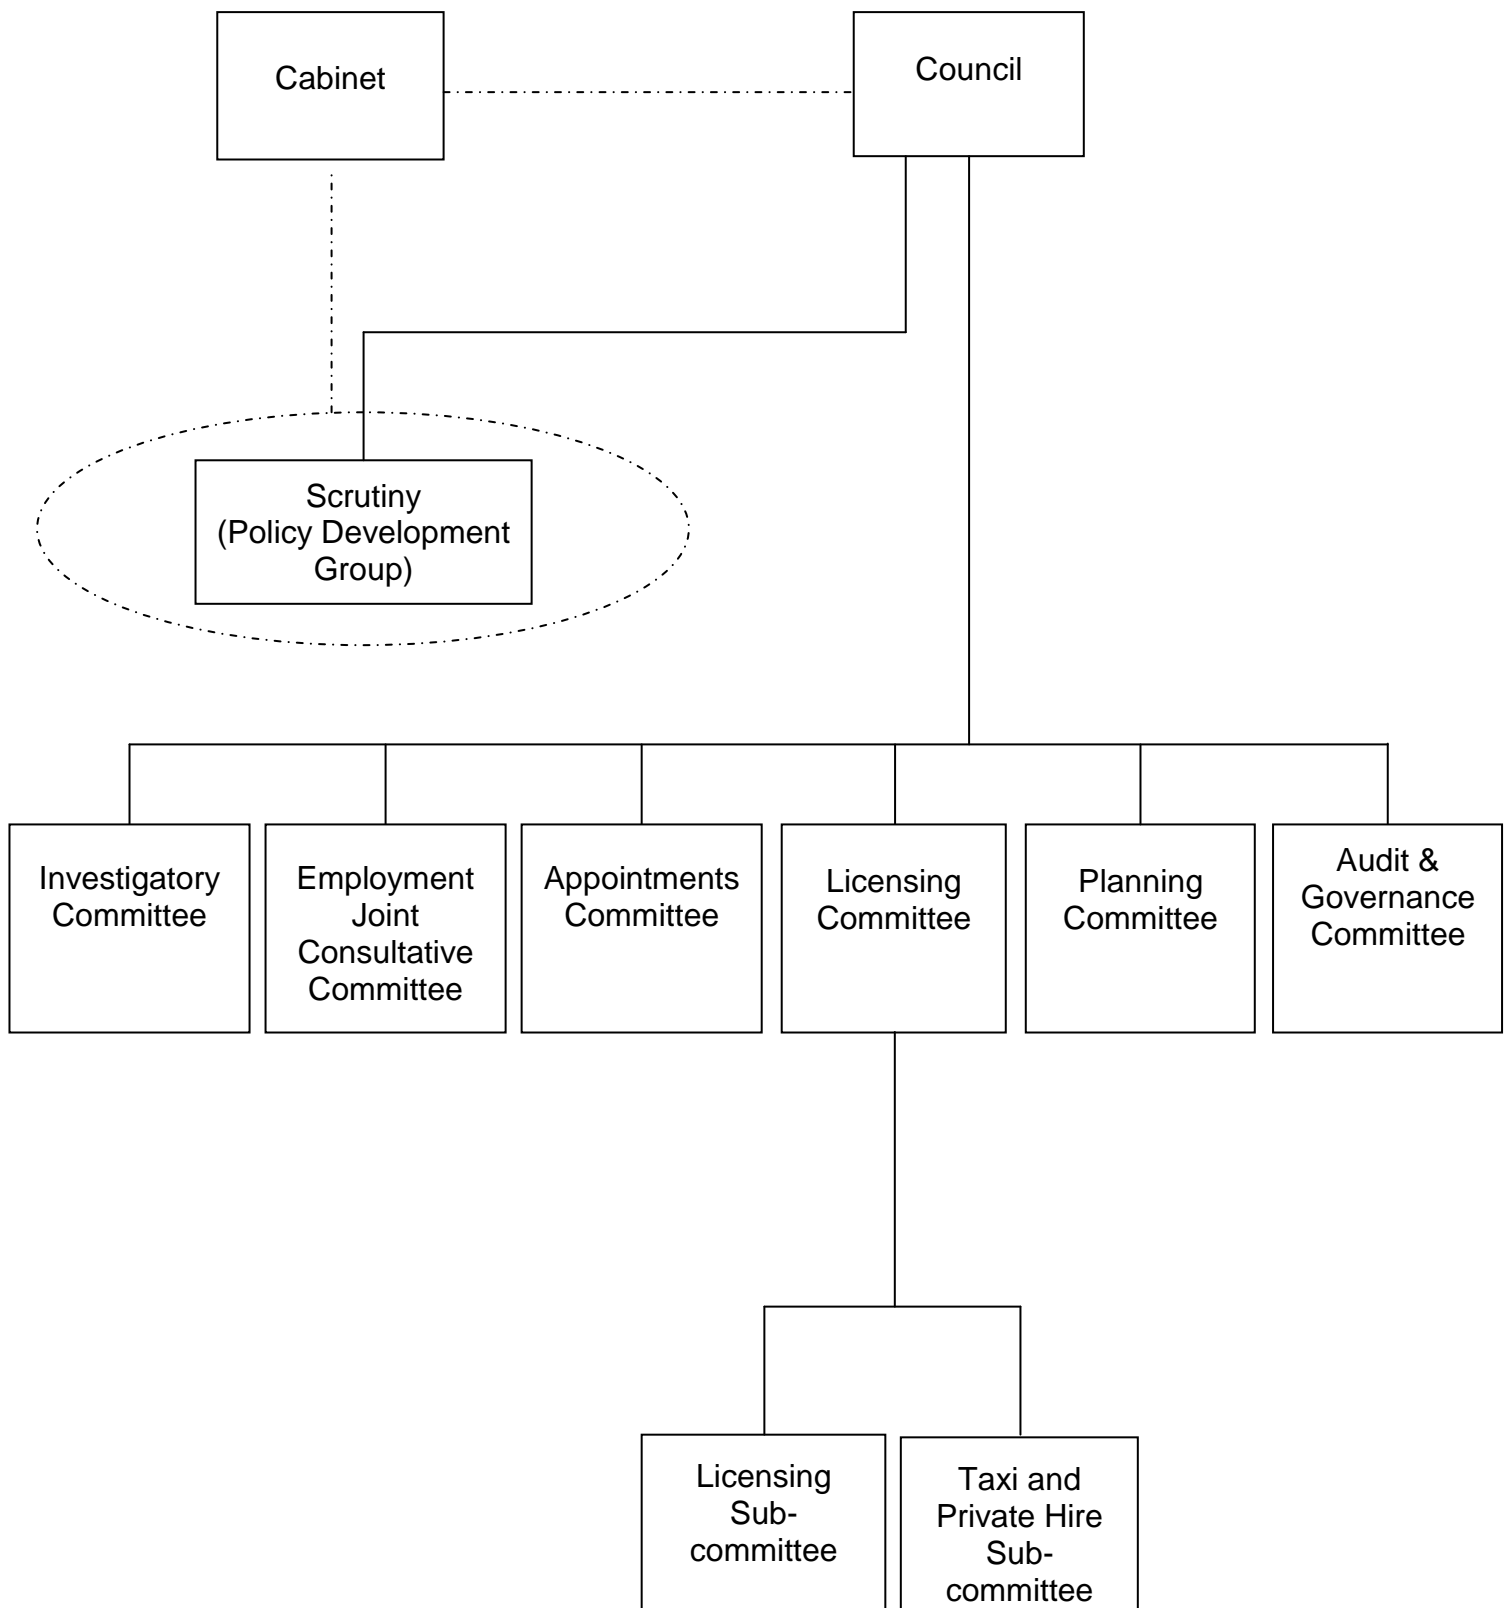 Cabinet
Council
Scrutiny
(Policy Development
Group)
Investigatory
Committee
Employment
Joint
Consultative
Committee
Appointments
Committee
Licensing
Committee
Planning
Committee
Audit &
Governance
Committee
Licensing
Sub-
committee
Taxi and
Private Hire
Sub-
committee